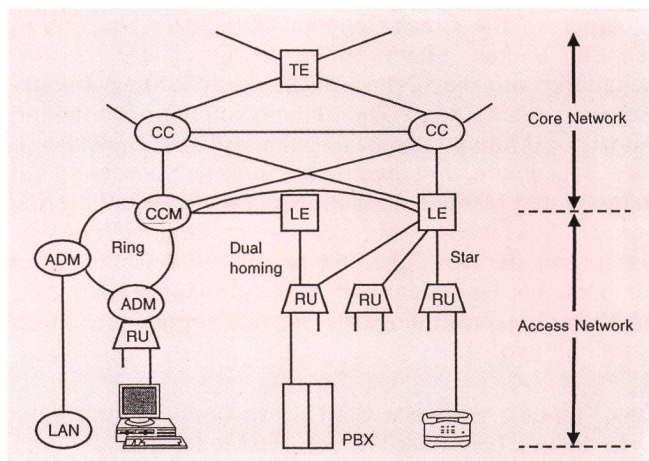 TE
CC
CC
Core Network
CCM
LE
LE
Ring
Dual
homing
Star
ADM
ADM
RU
RU
RU
RU
Access Network
LAN
PBX